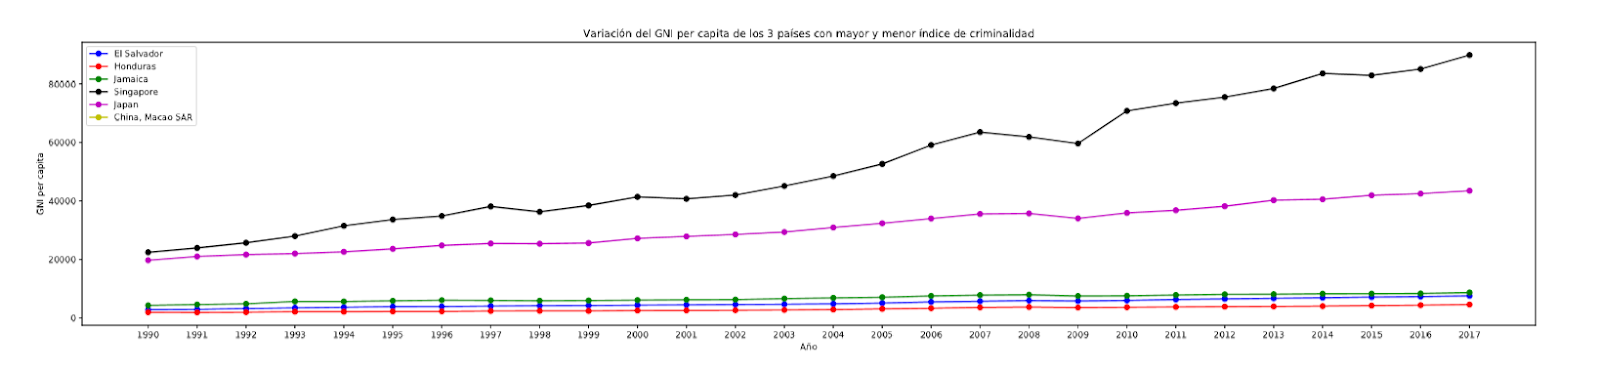 Variación del GNI per capita de los 3 países con mayor y menor índice de criminalidad
El Salvador
Honduras
Jamaica
Singapore
Japan
China, Macao SAR
GNI per capita
80000
60000
40000
20000
0
1990 1991 1992 1993 1994 1995 1996 1997 1998 1999 2000 2001 2002 2003 2004 2005 2006 2007 2008 2009 2010 2011 2012 2013 2014 2015 2016 2017
Año